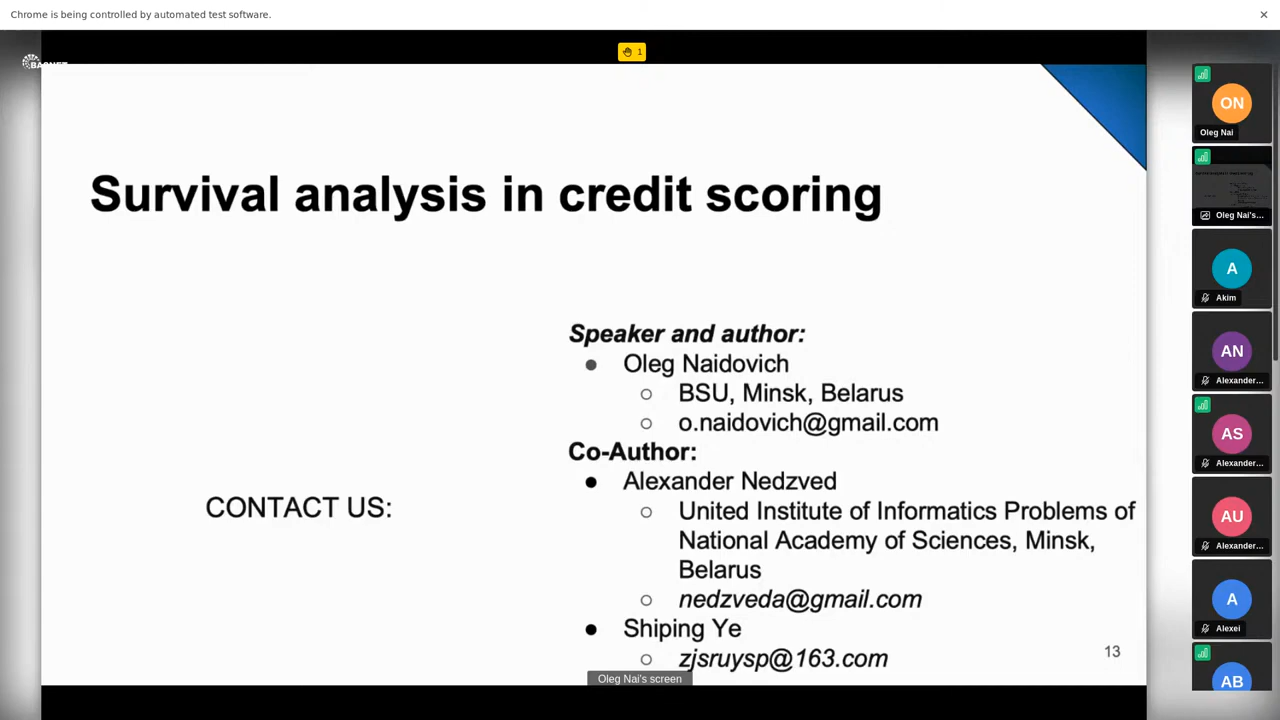 Chrome is being controlled by automated test software.
BASNET
1
Survival analysis in credit scoring
Speaker and author:
Oleg Naidovich
BSU, Minsk, Belarus
o.naidovich@gmail.com
Co-Author:
Alexander Nedzved
United Institute of Informatics Problems of
National Academy of Sciences, Minsk,
Belarus
nedzveda@gmail.com
Shiping Ye
zjsruysp@163.com
CONTACT US:
13
Oleg Nai's screen
ON
Oleg Nai
Oleg Nai's...
A
Akim
AN
Alexander...
AS
Alexander...
AU
Alexander...
A
Alexei
AB